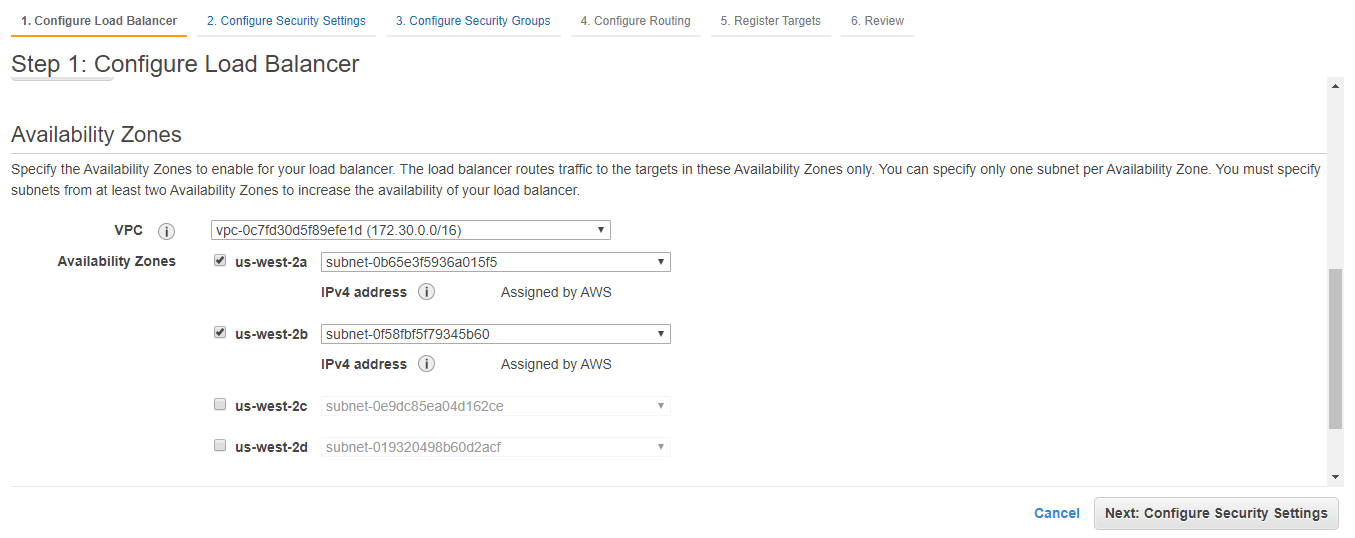 1. Configure Load Balancer 2. Configure Security Settings 3. Configure Security Groups 4. Configure Routing 5. Register Targets 6. Review
Step 1: Configure Load Balancer
Availability Zones
Specify the Availability Zones to enable for your load balancer. The load balancer routes traffic to the targets in these Availability Zones only. You can specify only one subnet per Availability Zone. You must specify
subnets from at least two Availability Zones to increase the availability of your load balancer.
VPC i vpc-0c7fd30d5f89efe1d (172.30.0.0/16)
Availability Zones us-west-2a subnet-0b65e3f5936a015f5
IPv4 address i Assigned by AWS
us-west-2b subnet-0f58fbf5f79345b60
IPv4 address i Assigned by AWS
us-west-2c subnet-0e9dc85ea04d162ce
us-west-2d subnet-019320498b60d2acf
Cancel Next: Configure Security Settings